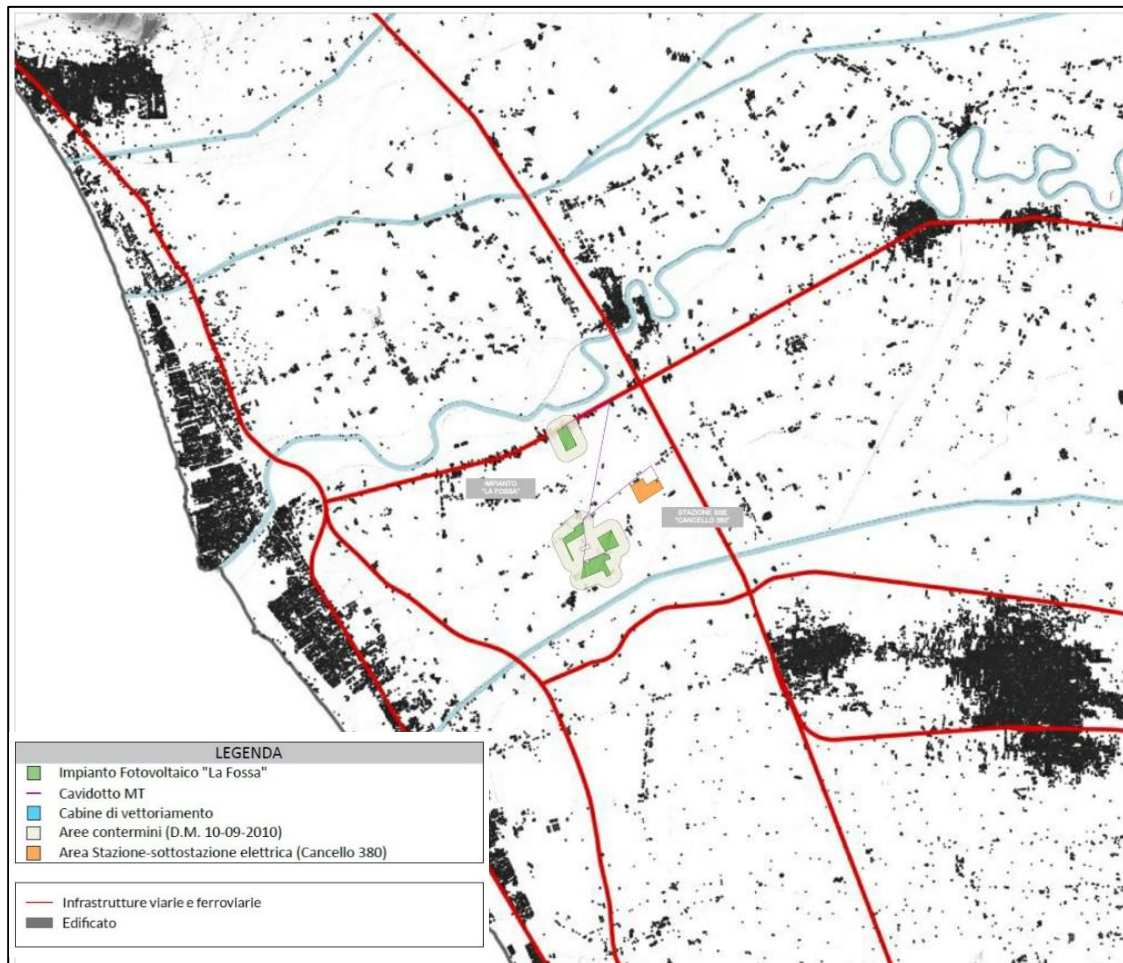 IMPIANTO
"LA FOSSA"
STAZIONE SSE
"CANCELLO 380"
LEGENDA
Impianto Fotovoltaico "La Fossa"
Cavidotto MT
Cabine di vettoriamento
Aree contermini (D.M. 10-09-2010)
Area Stazione-sottostazione elettrica (Cancello 380)
Infrastrutture viarie e ferroviarie
Edificato